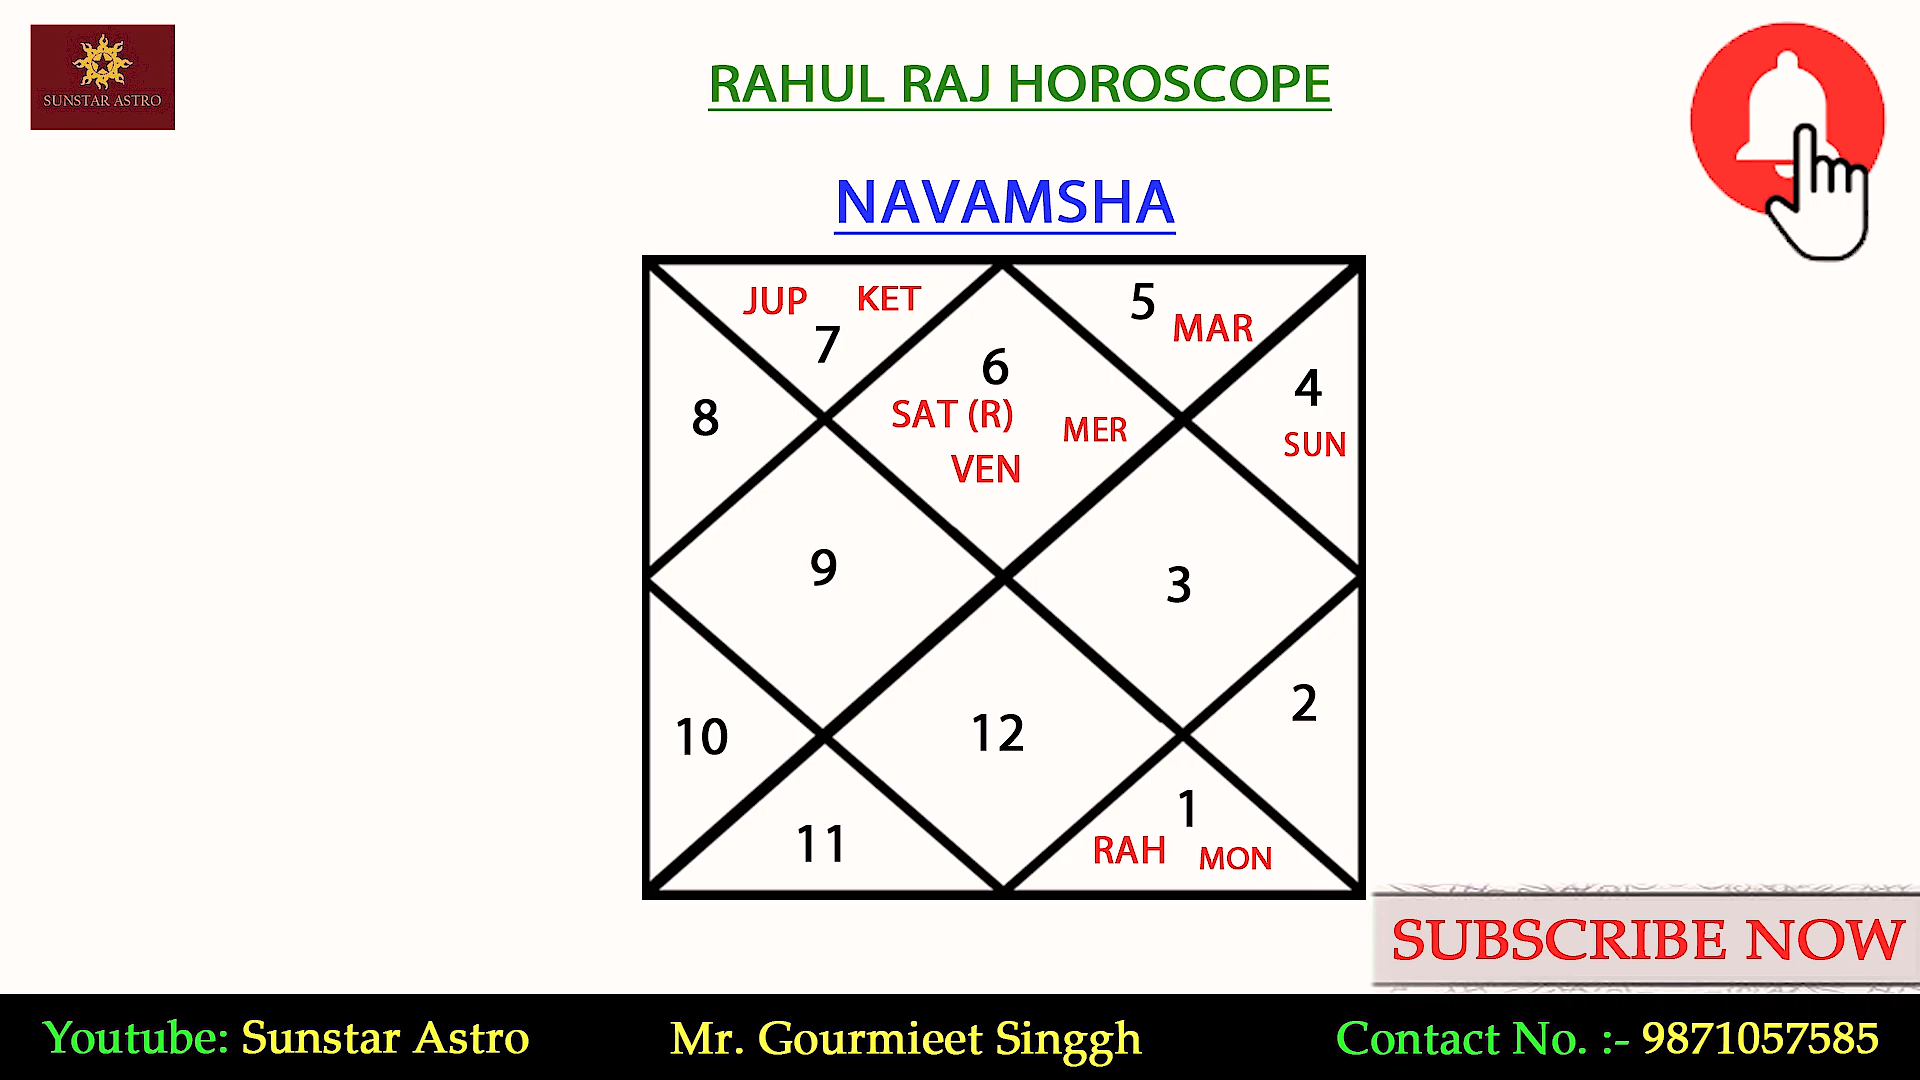 SUNSTAR ASTRO
RAHUL RAJ HOROSCOPE
NAVAMSHA
JUP KET
7
5
MAR
6
SAT (R) MER
VEN
4
SUN
8
9
3
10
12
2
11
1
RAH MON
SUBSCRIBE NOW
Youtube: Sunstar Astro Mr. Gourmieet Singgh Contact No. :- 9871057585